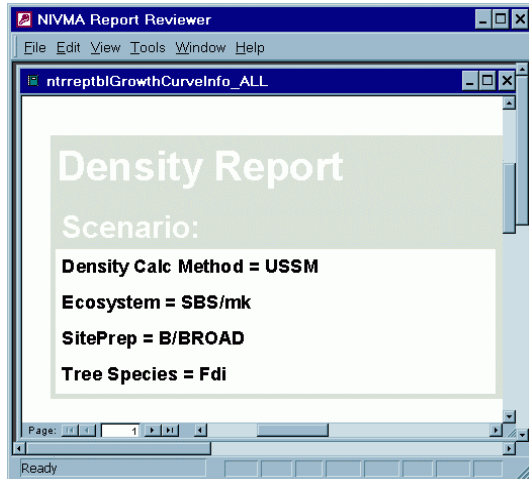 NIVMA Report Reviewer
File Edit View Tools Window Help
ntrreptblGrowthCurveInfo_ALL
Density Report
Scenario:
Density Calc Method = USSM
Ecosystem = SBS/mk
SitePrep = B/BROAD
Tree Species = Fdi
Page: 1
Ready